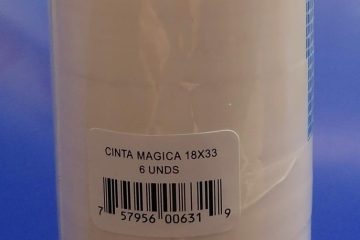 CINTA MAGICA 18X33
6 UNDS
7 57956 00631 9